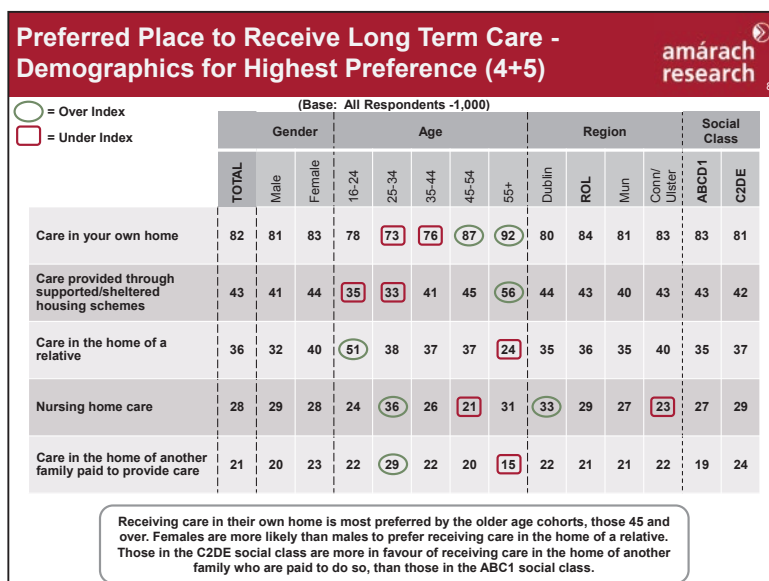 Preferred Place to Receive Long Term Care -
Demographics for Highest Preference (4+5)
amárach
research
8
= Over Index
= Under Index
(Base: All Respondents -1,000)
Gender Age Region Social
Class
TOTAL Male Female 16-24 25-34 35-44 45-54 55+ Dublin ROL Mun Conn/
Ulster ABCD1 C2DE
Care in your own home 82 81 83 78 73 76 87 92 80 84 81 83 83 81
Care provided through
supported/sheltered
housing schemes 43 41 44 35 33 41 45 56 44 43 40 43 43 42
Care in the home of a
relative 36 32 40 51 38 37 37 24 35 36 35 40 35 37
Nursing home care 28 29 28 24 36 26 21 31 33 29 27 23 27 29
Care in the home of another
family paid to provide care 21 20 23 22 29 22 20 15 22 21 21 22 19 24
Receiving care in their own home is most preferred by the older age cohorts, those 45 and
over. Females are more likely than males to prefer receiving care in the home of a relative.
Those in the C2DE social class are more in favour of receiving care in the home of another
family who are paid to do so, than those in the ABC1 social class.